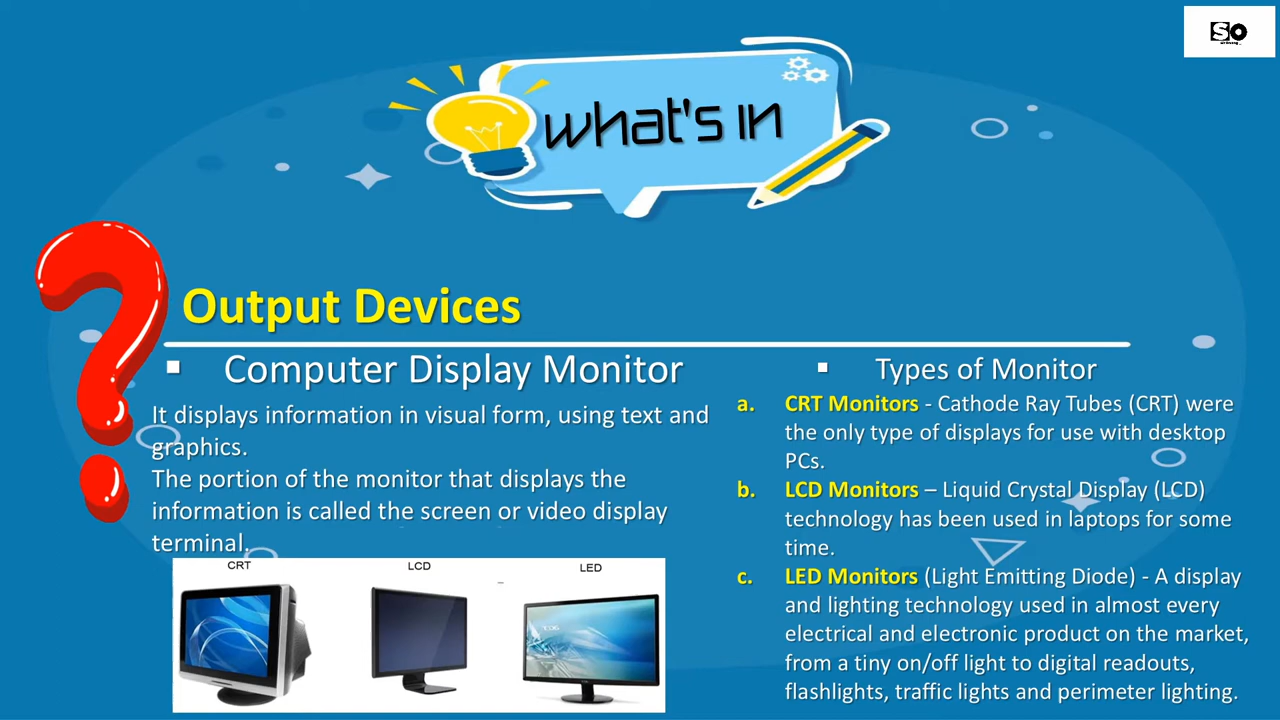 SO
what's in
Output Devices
▪ Computer Display Monitor
It displays information in visual form, using text and
graphics.
The portion of the monitor that displays the
information is called the screen or video display
terminal.
CRT LCD LED
▪ Types of Monitor
a. CRT Monitors - Cathode Ray Tubes (CRT) were
the only type of displays for use with desktop
PCs.
b. LCD Monitors – Liquid Crystal Display (LCD)
technology has been used in laptops for some
time.
c. LED Monitors (Light Emitting Diode) - A display
and lighting technology used in almost every
electrical and electronic product on the market,
from a tiny on/off light to digital readouts,
flashlights, traffic lights and perimeter lighting.